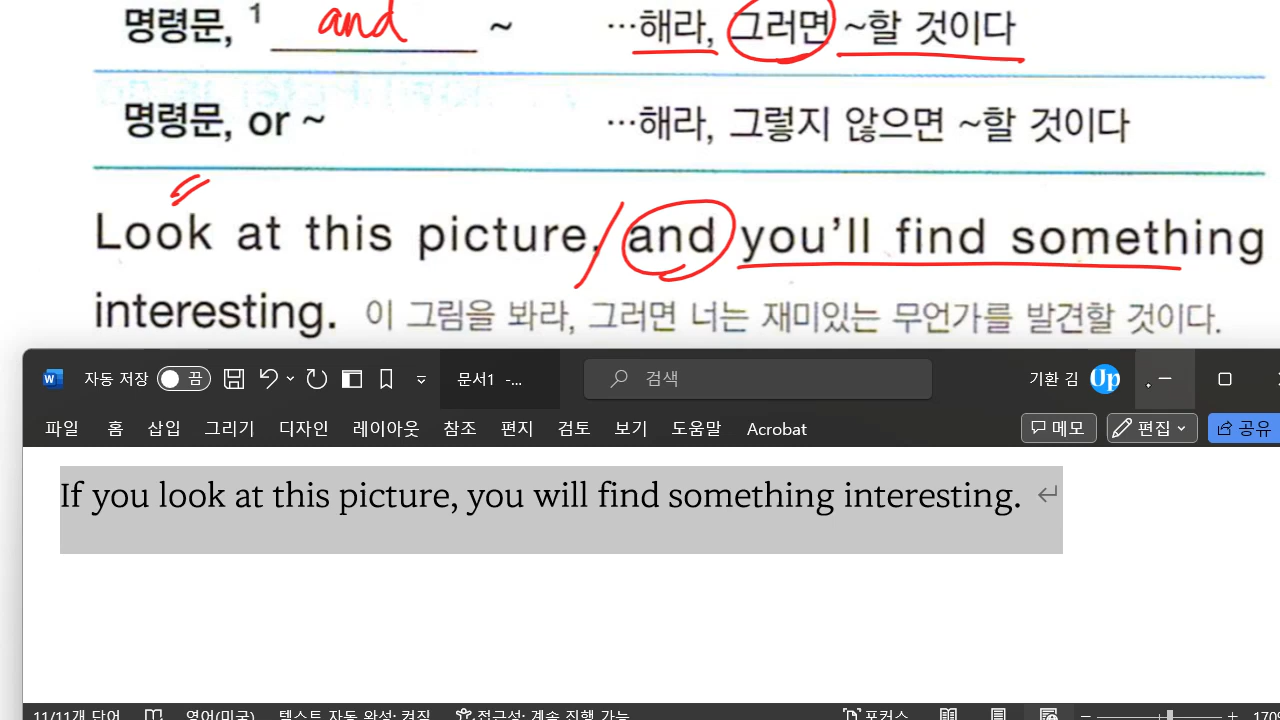 명령문, 1 and ~ …해라, 그러면 ~할 것이다
명령문, or ~ …해라, 그렇지 않으면 ~할 것이다
Look at this picture, and you'll find something
interesting. 이 그림을 봐라, 그러면 너는 재미있는 무언가를 발견할 것이다.
W 자동 저장 끔 문서1 -... 검색 기환 김 Up
파일 홈 삽입 그리기 디자인 레이아웃 참조 편지 검토 보기 도움말 Acrobat 메모 편집 공유
If you look at this picture, you will find something interesting.
11/11개 단어 영어(미국) 텍스트 자동 완성: 켜짐 접근성: 계속 진행 가능 포커스